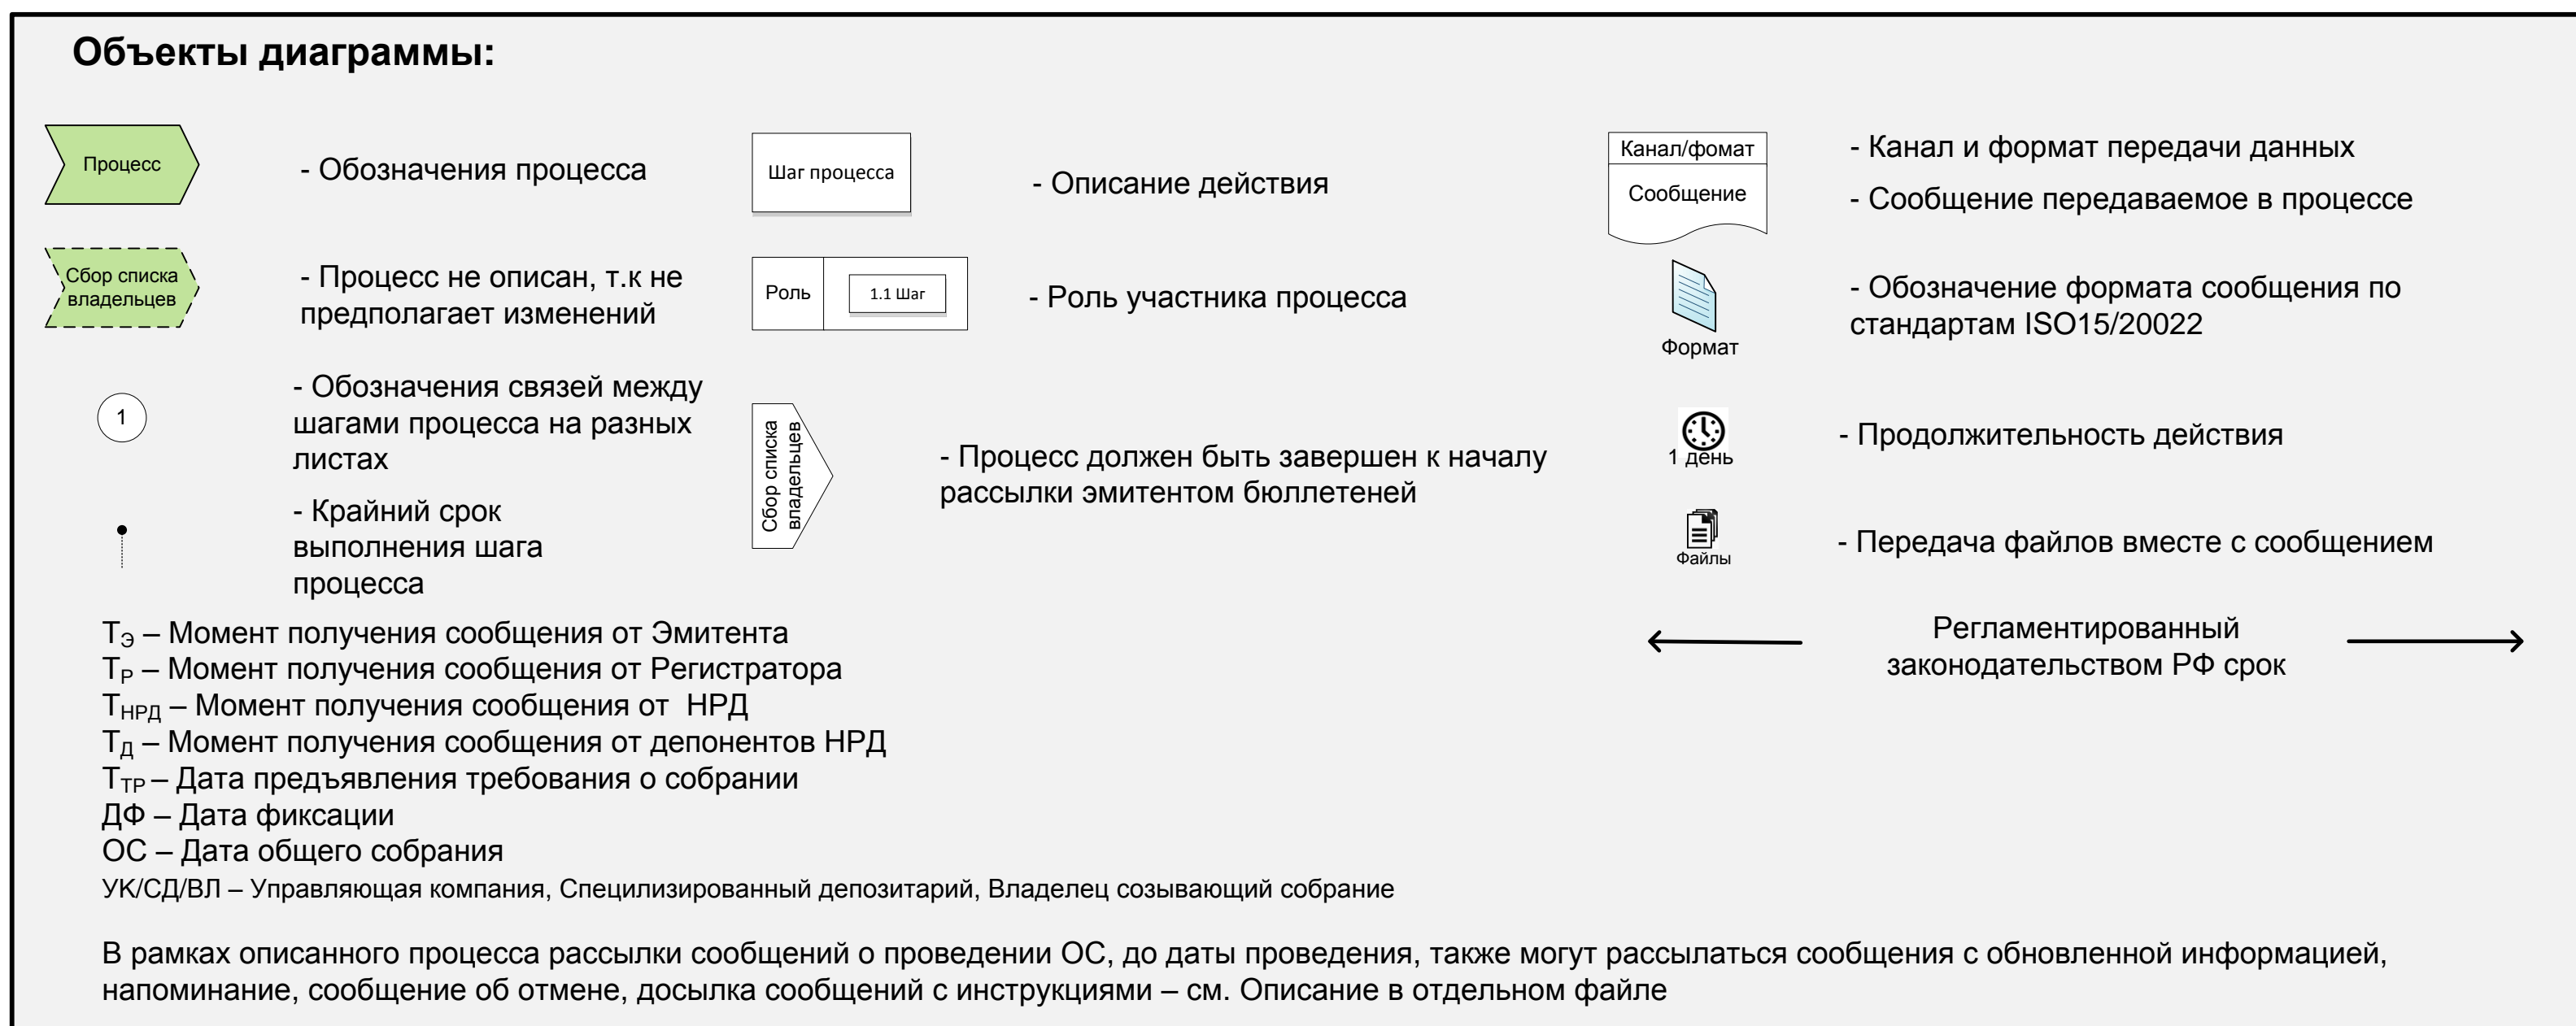 Объекты диаграммы:
Процесс
- Обозначения процесса
Шаг процесса
- Описание действия
Канал/фомат
Сообщение
- Канал и формат передачи данных
- Сообщение передаваемое в процессе
Сбор списка
владельцев
- Процесс не описан, т.к не
предполагает изменений
Роль
1.1 Шаг
- Роль участника процесса
Формат
- Обозначение формата сообщения по
стандартам ISO15/20022
1
- Обозначения связей между
шагами процесса на разных
листах
Сбор списка
владельцев
- Процесс должен быть завершен к началу
рассылки эмитентом бюллетеней
1 день
- Продолжительность действия
- Крайний срок
выполнения шага
процесса
Файлы
- Передача файлов вместе с сообщением
ТЭ – Момент получения сообщения от Эмитента
ТР – Момент получения сообщения от Регистратора
ТНРД – Момент получения сообщения от НРД
ТД – Момент получения сообщения от депонентов НРД
ТТР – Дата предъявления требования о собрании
ДФ – Дата фиксации
ОС – Дата общего собрания
УК/СД/ВЛ – Управляющая компания, Специлизированный депозитарий, Владелец созывающий собрание
Регламентированный
законодательством РФ срок
В рамках описанного процесса рассылки сообщений о проведении ОС, до даты проведения, также могут рассылаться сообщения с обновленной информацией,
напоминание, сообщение об отмене, досылка сообщений с инструкциями – см. Описание в отдельном файле